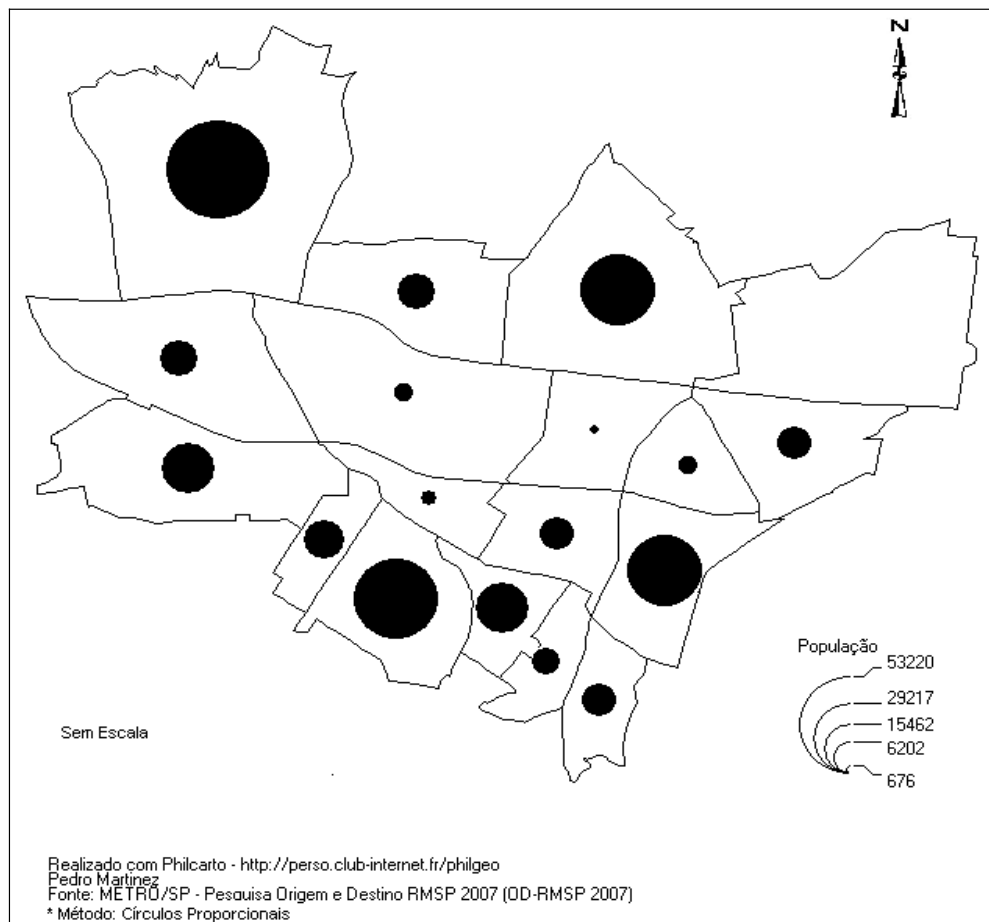 N
População
53220
29217
15462
6202
676
Sem Escala
Realizado com Philcarto - http://perso.club-internet.fr/philgeo
Pedro Martinez
Fonte: METRÔ/SP - Pesquisa Origem e Destino RMSP 2007 (OD-RMSP 2007)
* Método: Círculos Proporcionais